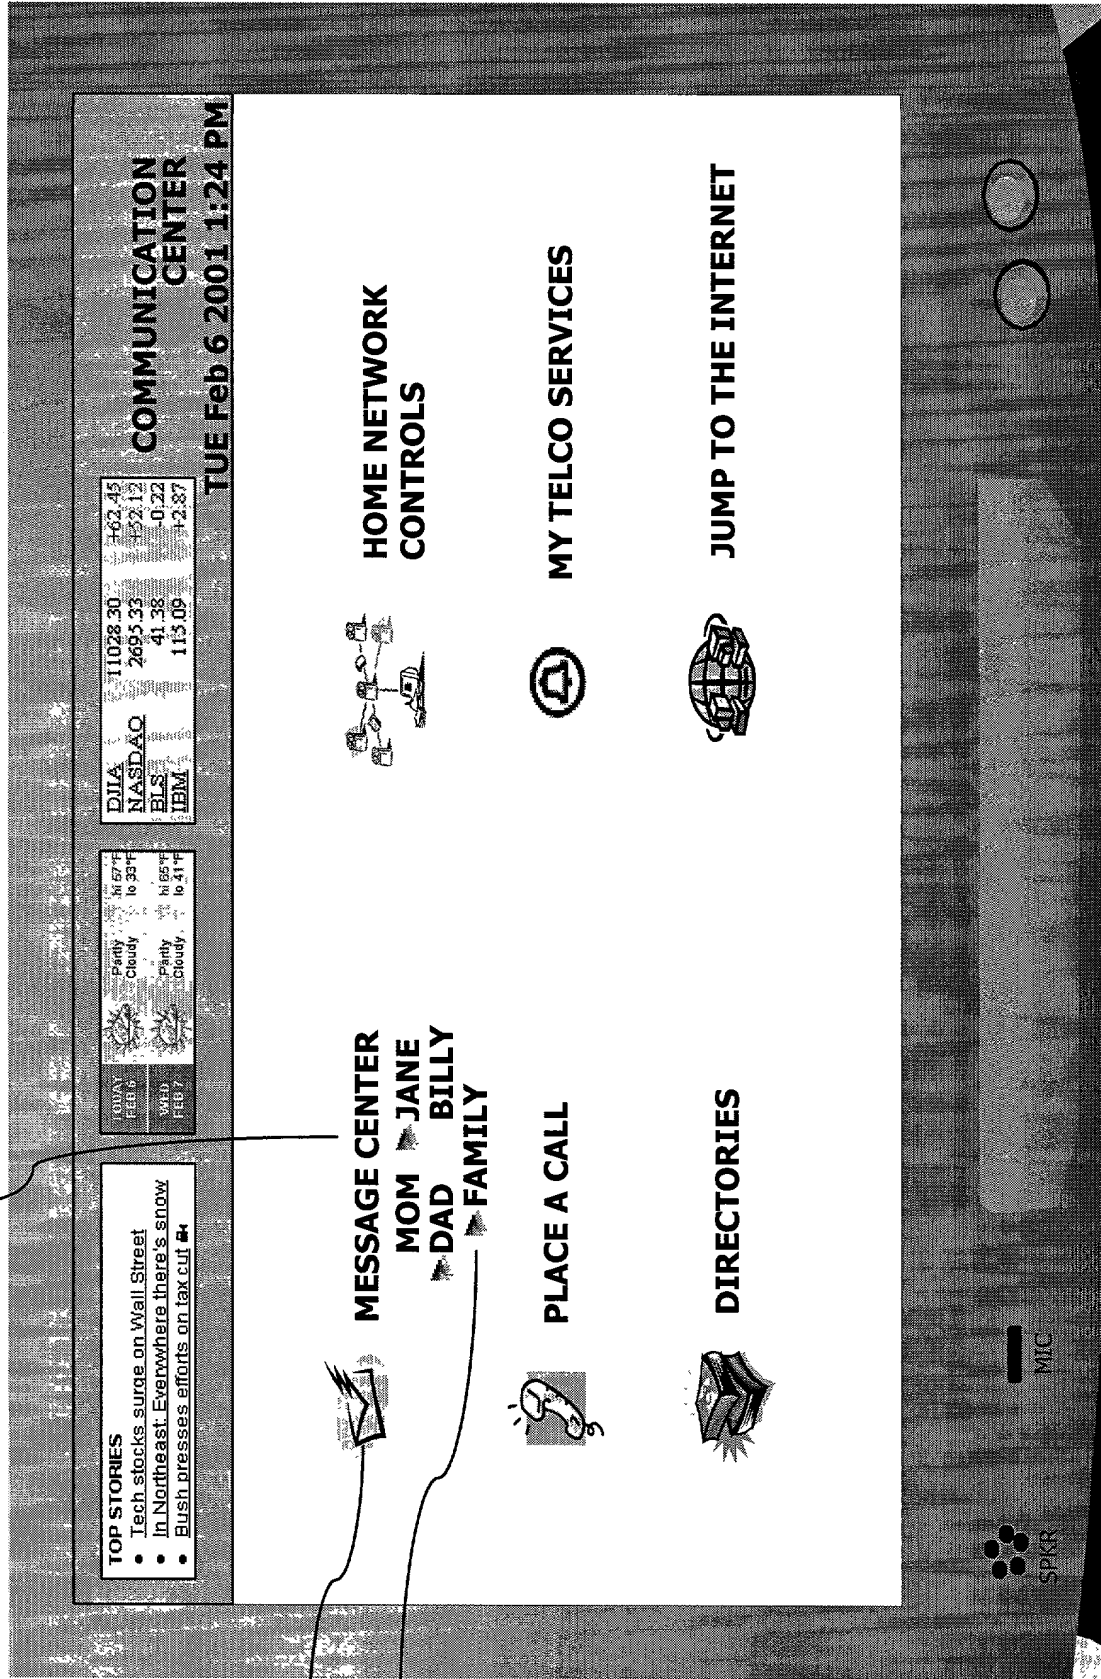 TOP STORIES
• Tech stocks surge on Wall Street
• In Northeast: Everywhere there's snow
• Bush presses efforts on tax cut
TODAY FEB 6 Partly Cloudy hi 67°F lo 33°F
WED FEB 7 Partly Cloudy hi 65°F lo 41°F
DJIA 11028.30 +62.45
NASDAQ 2695.33 +32.12
BLS 41.38 -0.22
IBM 115.09 +2.87
COMMUNICATION
CENTER
TUE Feb 6 2001 1:24 PM
MESSAGE CENTER
MOM JANE
DAD BILLY
FAMILY
PLACE A CALL
DIRECTORIES
HOME NETWORK
CONTROLS
MY TELCO SERVICES
JUMP TO THE INTERNET
SPKR
MIC